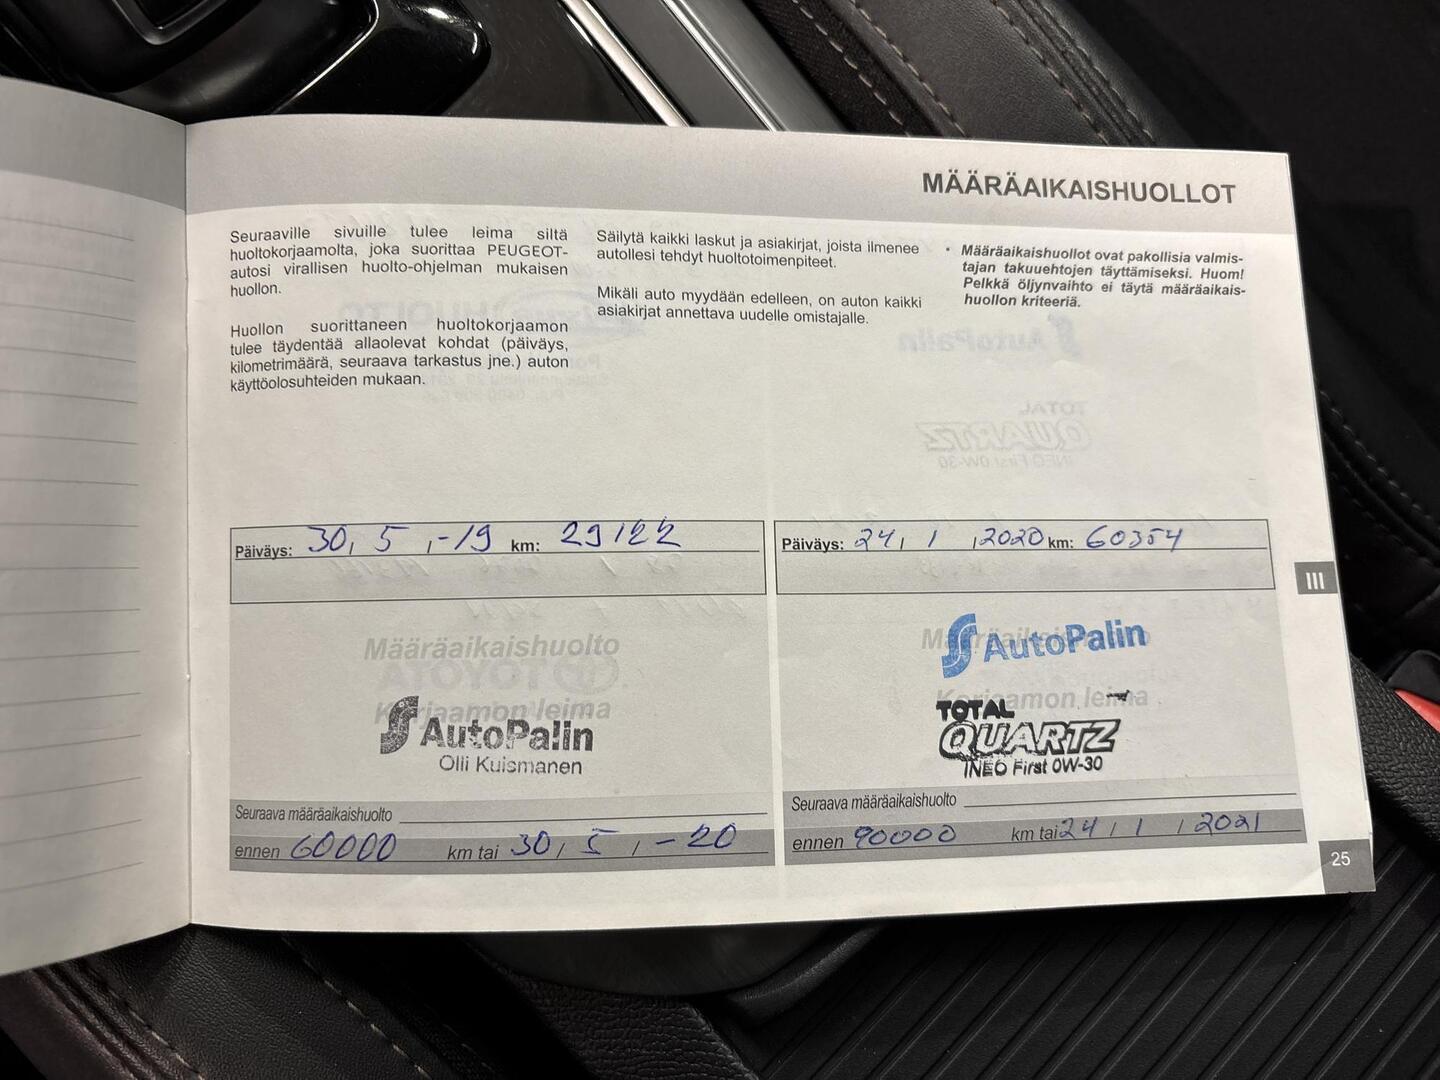 MÄÄRÄAIKAISHUOLLOT
Seuraaville sivuille tulee leima siltä
huoltokorjaamolta, joka suorittaa PEUGEOT-
autosi virallisen huolto-ohjelman mukaisen
huollon.
Huollon suorittaneen huoltokorjaamon
tulee täydentää allaolevat kohdat (päiväys,
kilometrimäärä, seuraava tarkastus jne.) auton
käyttöolosuhteiden mukaan.
Säilytä kaikki laskut ja asiakirjat, joista ilmenee
autollesi tehdyt huoltotoimenpiteet.
Mikäli auto myydään edelleen, on auton kaikki
asiakirjat annettava uudelle omistajalle.
• Määräaikaishuollot ovat pakollisia valmis-
tajan takuuehtojen täyttämiseksi. Huom!
Pelkkä öljynvaihto ei täytä määräaikais-
huollon kriteeriä.
Päiväys: 30, 5, -19 km: 29122
Määräaikaishuolto
Korjaamon leima
AutoPalin
Olli Kuismanen
Seuraava määräaikaishuolto
ennen 60000 km tai 30, 5, -20
Päiväys: 24, 1, 2020 km: 60354
Määräaikaishuolto
AutoPalin
Korjaamon leima
TOTAL
QUARTZ
INEO First 0W-30
Seuraava määräaikaishuolto
ennen 90000 km tai 24, 1, 2021
III
25